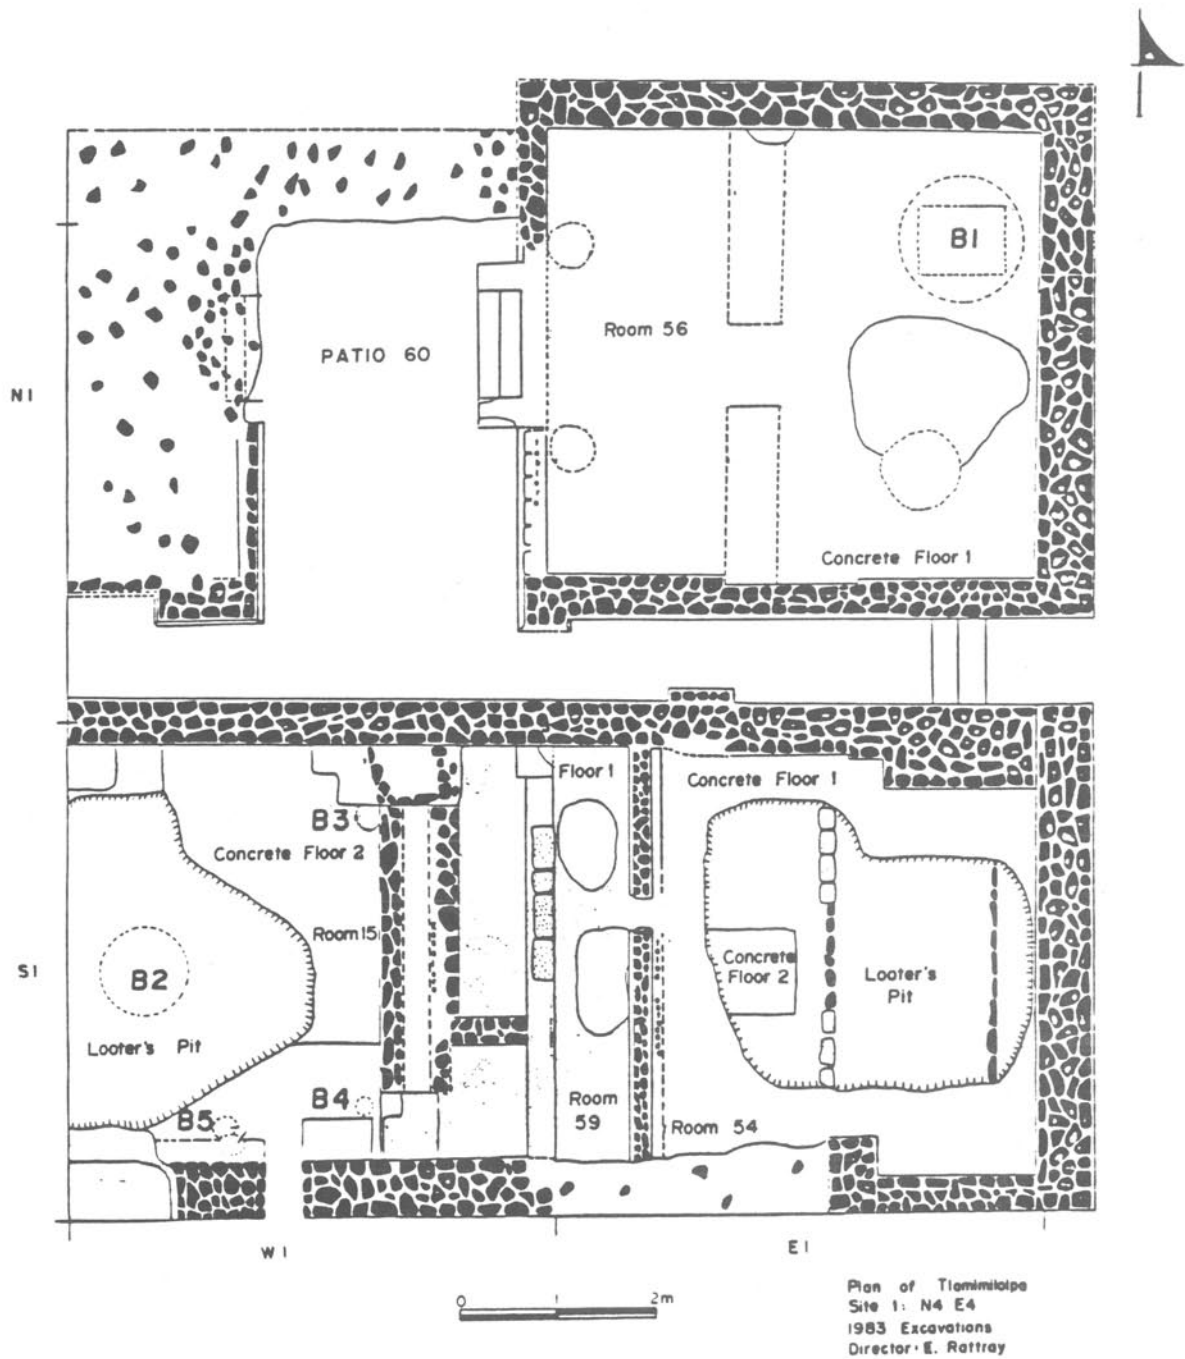 B1
Room 56
PATIO 60
N1
Concrete Floor 1
Floor 1
Concrete Floor 1
B3
Concrete Floor 2
Room 15
S1
B2
Concrete
Floor 2
Looter's
Pit
Looter's Pit
B4
B5
Room
59
Room 54
W1
E1
0 1 2m
Plan of Tlamimilolpa
Site 1: N4 E4
1983 Excavations
Director: E. Rattray